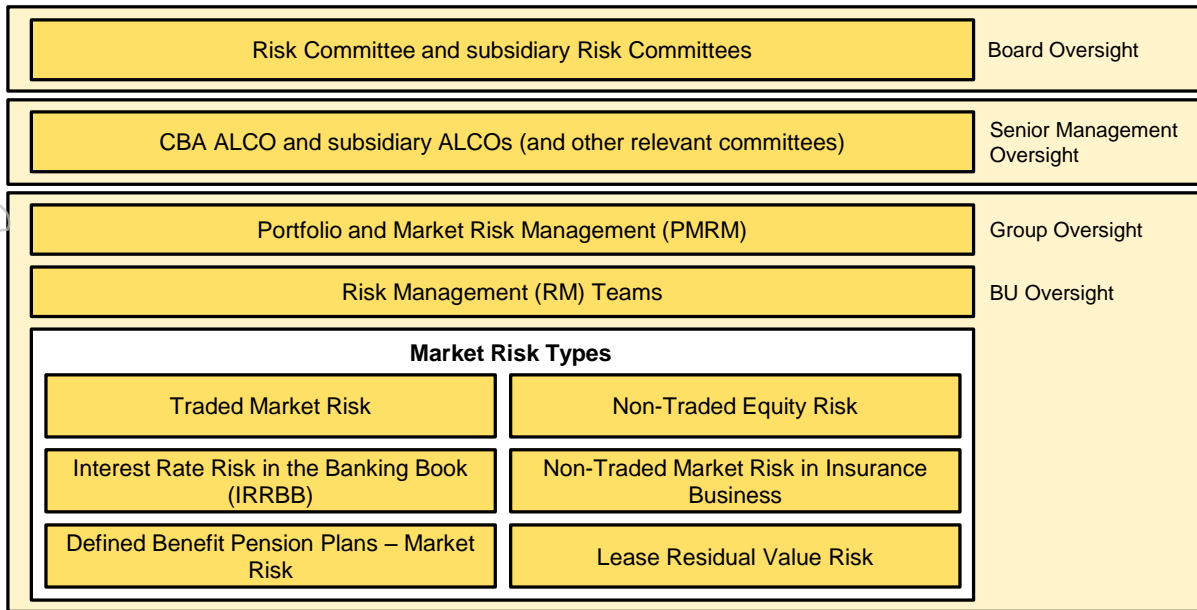 Risk Committee and subsidiary Risk Committees
Board Oversight
CBA ALCO and subsidiary ALCOs (and other relevant committees)
Senior Management
Oversight
Portfolio and Market Risk Management (PMRM)
Group Oversight
Risk Management (RM) Teams
BU Oversight
Market Risk Types
Traded Market Risk
Non-Traded Equity Risk
Interest Rate Risk in the Banking Book
(IRRBB)
Non-Traded Market Risk in Insurance
Business
Defined Benefit Pension Plans – Market
Risk
Lease Residual Value Risk